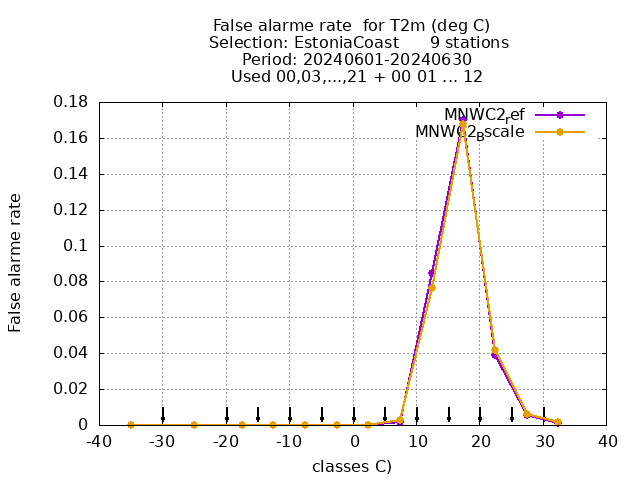 False alarme rate  for T2m (deg C)
Selection: EstoniaCoast      9 stations
Period: 20240601-20240630
Used 00,03,...,21 + 00 01 ... 12
MNWC2ref
MNWC2Bscale
0.18
0.16
0.14
0.12
0.1
0.08
0.06
0.04
0.02
0
False alarme rate
-40 -30 -20 -10 0 10 20 30 40
classes C)